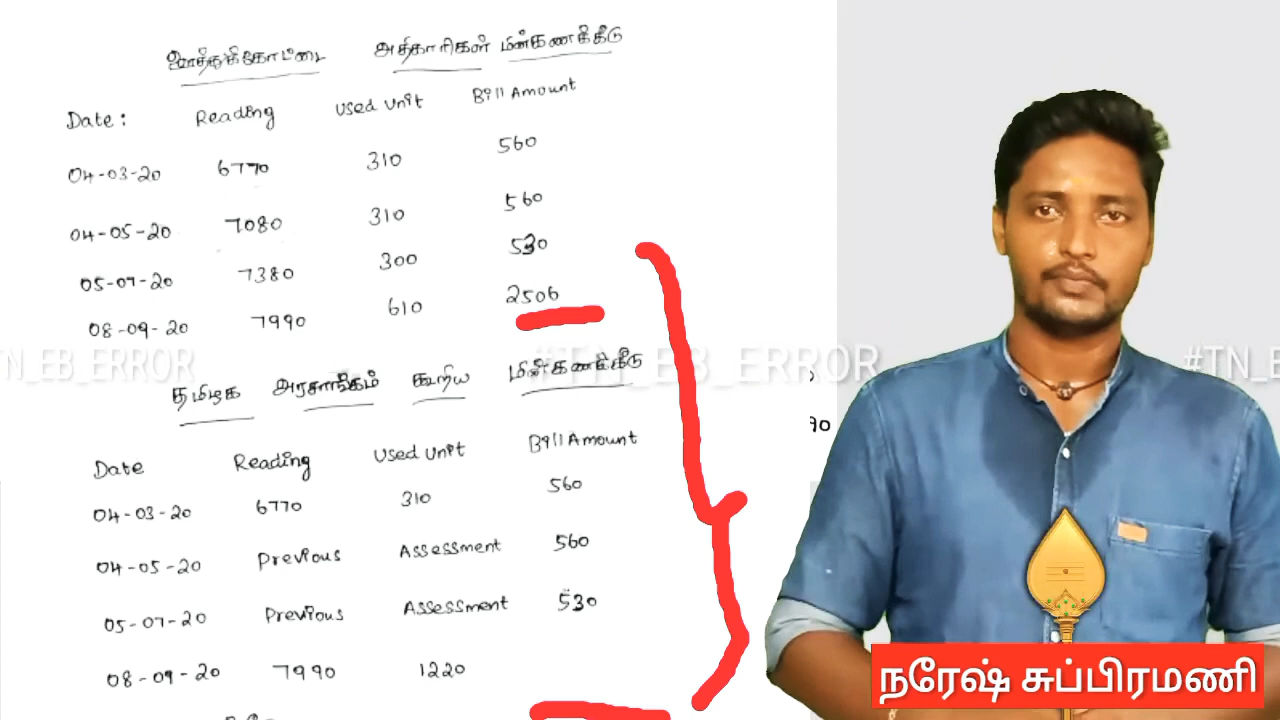 ஊத்துக்கோட்டை அதிகாரிகள் மின்கணக்கீடு
Date: Reading Used Unit Bill Amount
04-03-20 6770 310 560
04-05-20 7080 310 560
05-07-20 7380 300 530
08-09-20 7990 610 2506
TN_EB_ERROR #TN_EB_ERROR #TN_E
தமிழக அரசாங்கம் கூறிய மின்கணக்கீடு
Date Reading Used Unit Bill Amount
04-03-20 6770 310 560
04-05-20 Previous Assessment 560
05-07-20 Previous Assessment 530
08-09-20 7990 1220
நரேஷ் சுப்பிரமணி